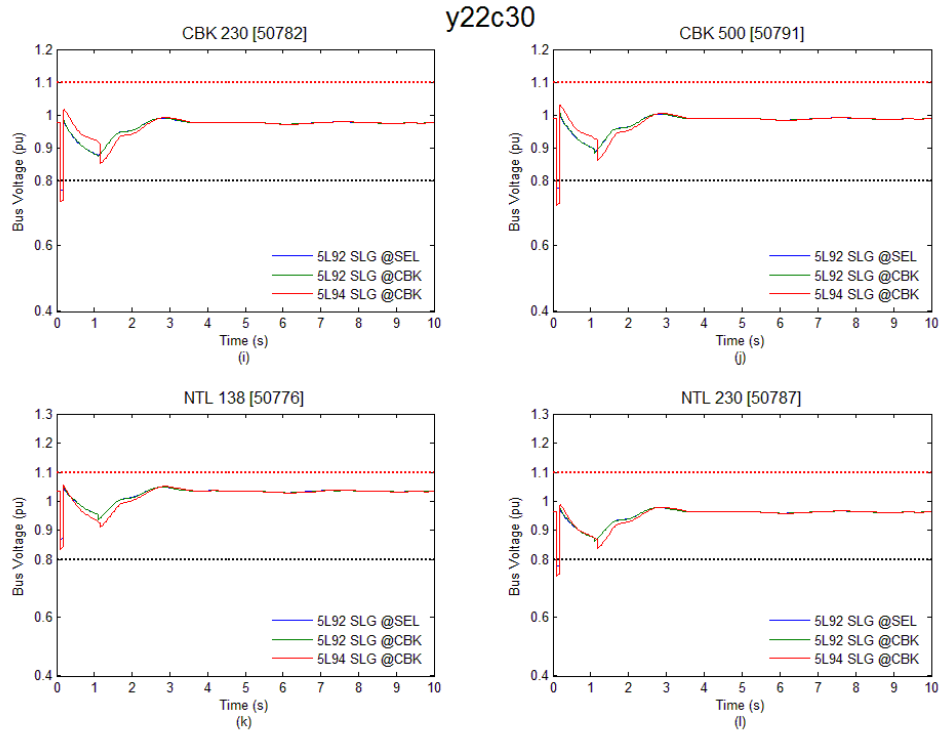 y22c30
CBK 230 [50782]
1.2
1.1
1
0.9
0.8
0.6
0.4
Bus Voltage (pu)
5L92 SLG @SEL
5L92 SLG @CBK
5L94 SLG @CBK
0 1 2 3 4 5 6 7 8 9 10
Time (s)
(i)
CBK 500 [50791]
1.2
1.1
1
0.9
0.8
0.6
0.4
Bus Voltage (pu)
5L92 SLG @SEL
5L92 SLG @CBK
5L94 SLG @CBK
0 1 2 3 4 5 6 7 8 9 10
Time (s)
(j)
NTL 138 [50776]
1.3
1.2
1.1
1
0.9
0.8
0.6
0.4
Bus Voltage (pu)
5L92 SLG @SEL
5L92 SLG @CBK
5L94 SLG @CBK
0 1 2 3 4 5 6 7 8 9 10
Time (s)
(k)
NTL 230 [50787]
1.3
1.2
1.1
1
0.9
0.8
0.6
0.4
Bus Voltage (pu)
5L92 SLG @SEL
5L92 SLG @CBK
5L94 SLG @CBK
0 1 2 3 4 5 6 7 8 9 10
Time (s)
(l)